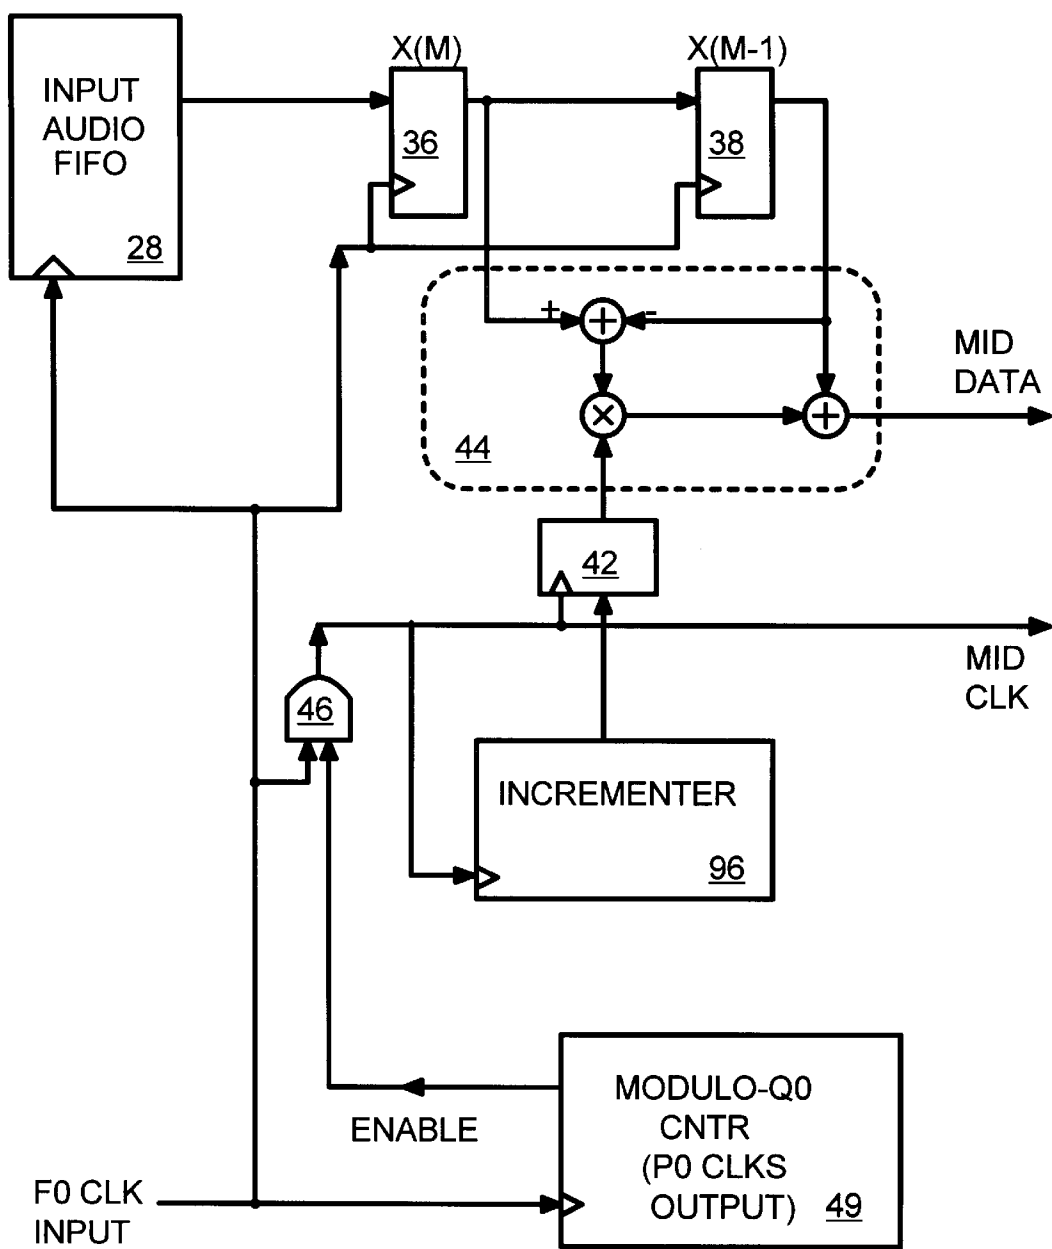 X(M)
X(M-1)
INPUT
AUDIO
FIFO
28
36
38
+
-
+
×
+
44
MID
DATA
42
MID
CLK
46
INCREMENTER
96
ENABLE
MODULO-Q0
CNTR
(P0 CLKS
OUTPUT)
49
F0 CLK
INPUT